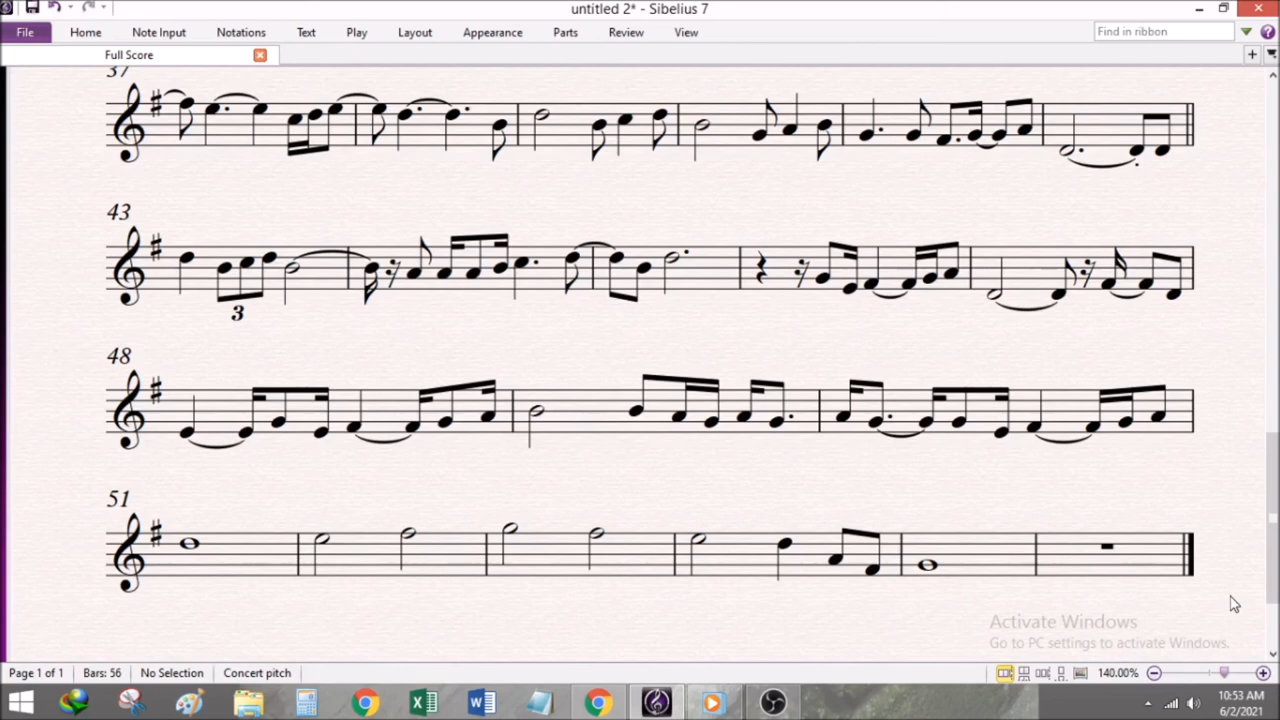 untitled 2* - Sibelius 7
File Home Note Input Notations Text Play Layout Appearance Parts Review View Find in ribbon
Full Score
37
43
3
48
51
Activate Windows
Go to PC settings to activate Windows.
Page 1 of 1 Bars: 56 No Selection Concert pitch 140.00%
10:53 AM
6/2/2021